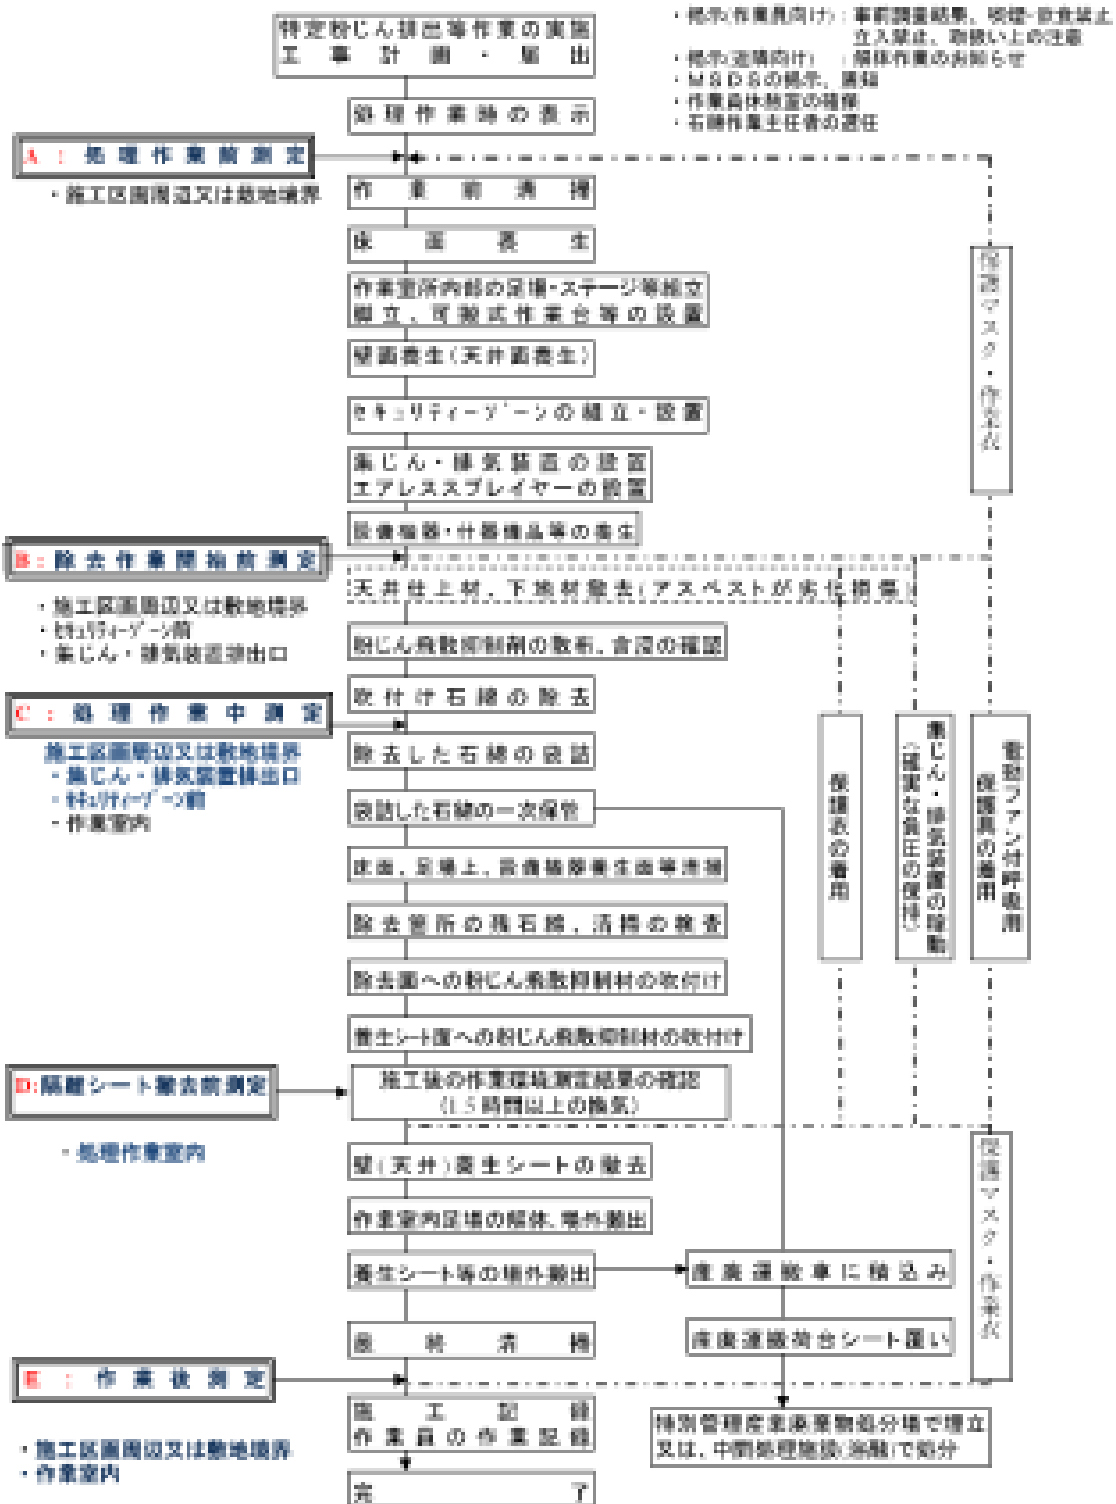 特定粉じん排出等作業の実施
工事計画・届出
・掲示(作業員向け)：事前調査結果、喫煙・飲食禁止
立入禁止、取扱い上の注意
・掲示(近隣向け)：解体作業のお知らせ
・MSDSの掲示、通知
・作業員休憩室の確保
・石綿作業主任者の選任
処理作業時の表示
A：処理作業前測定
・施工区画周辺又は敷地境界
作業前清掃
床面養生
作業室所内部の足場・ステージ等組立
脚立、可搬式作業台等の設置
壁面養生(天井面養生)
セキュリティーゾーンの組立・設置
集じん・排気装置の設置
エアレススプレイヤーの設置
設備機器・什器備品等の養生
保護マスク・作業衣
B：除去作業開始前測定
・施工区画周辺又は敷地境界
・セキュリティーゾーン前
・集じん・排気装置排出口
天井仕上材、下地材撤去(アスベストが劣化損傷)
粉じん飛散抑制剤の散布、含浸の確認
吹付け石綿の除去
C：処理作業中測定
施工区画周辺又は敷地境界
・集じん・排気装置排出口
・セキュリティーゾーン前
・作業室内
除去した石綿の袋詰
袋詰した石綿の一次保管
床面、足場上、設備機器養生面等清掃
除去箇所の残石綿、清掃の検査
除去面への粉じん飛散抑制材の吹付け
養生シート面への粉じん飛散抑制材の吹付け
保護衣の着用
集じん・排気装置の稼動
(確実な負圧の保持)
電動ファン付呼吸用
保護具の着用
D：隔離シート撤去前測定
・処理作業室内
施工後の作業環境測定結果の確認
(1.5時間以上の換気)
壁(天井)養生シートの撤去
作業室内足場の解体、場外搬出
養生シート等の場外搬出
産廃運搬車に積込み
産廃運搬荷台シート覆い
保護マスク・作業衣
最終清掃
E：作業後測定
・施工区画周辺又は敷地境界
・作業室内
施工記録
作業員の作業記録
特別管理産業廃棄物処分場で埋立
又は、中間処理施設(溶融)で処分
完了